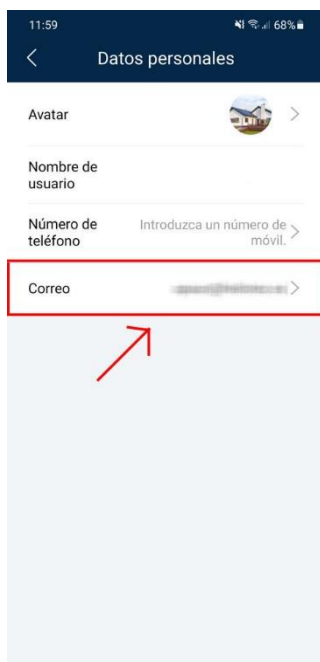 11:59
68%
Datos personales
Avatar
Nombre de
usuario
Número de
teléfono
Introduzca un número de
móvil.
Correo